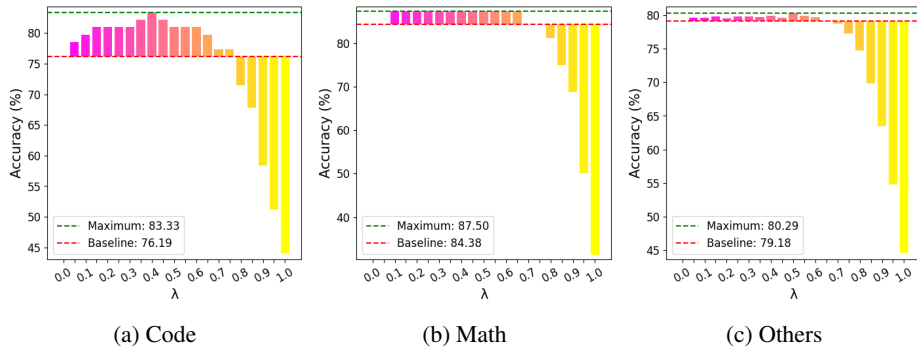 80
75
70
65
60
55
50
45
Accuracy (%)
Maximum: 83.33
Baseline: 76.19
0.0 0.1 0.2 0.3 0.4 0.5 0.6 0.7 0.8 0.9 1.0
λ
(a) Code
80
70
60
50
40
Accuracy (%)
Maximum: 87.50
Baseline: 84.38
0.0 0.1 0.2 0.3 0.4 0.5 0.6 0.7 0.8 0.9 1.0
λ
(b) Math
80
75
70
65
60
55
50
45
Accuracy (%)
Maximum: 80.29
Baseline: 79.18
0.0 0.1 0.2 0.3 0.4 0.5 0.6 0.7 0.8 0.9 1.0
λ
(c) Others